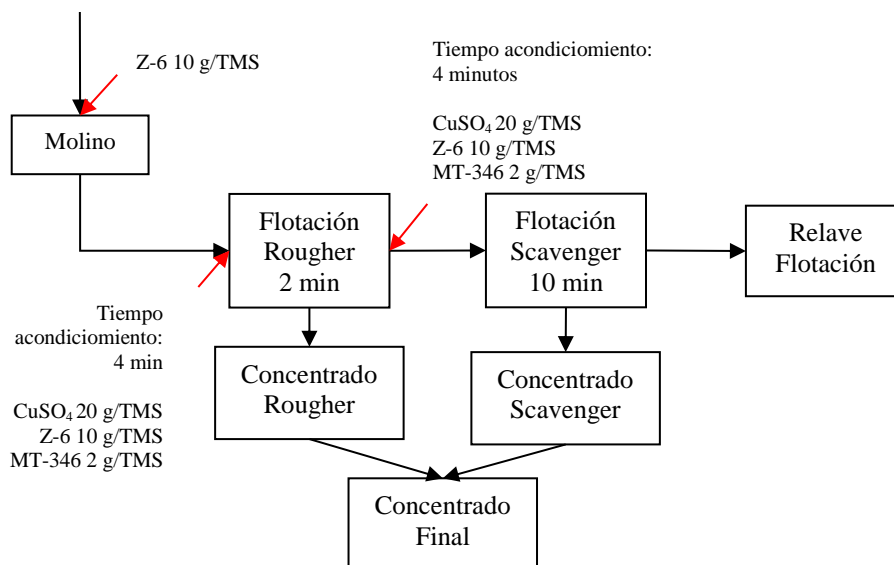 Z-6 10 g/TMS
Molino
Tiempo acondiciomiento:
4 minutos
CuSO₄ 20 g/TMS
Z-6 10 g/TMS
MT-346 2 g/TMS
Flotación
Rougher
2 min
Flotación
Scavenger
10 min
Relave
Flotación
Tiempo
acondiciomiento:
4 min
CuSO₄ 20 g/TMS
Z-6 10 g/TMS
MT-346 2 g/TMS
Concentrado
Rougher
Concentrado
Scavenger
Concentrado
Final